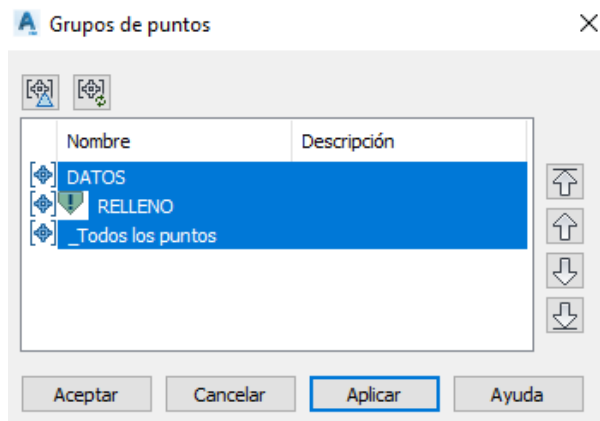 Grupos de puntos
Nombre Descripción
DATOS
RELLENO
_Todos los puntos
Aceptar Cancelar Aplicar Ayuda